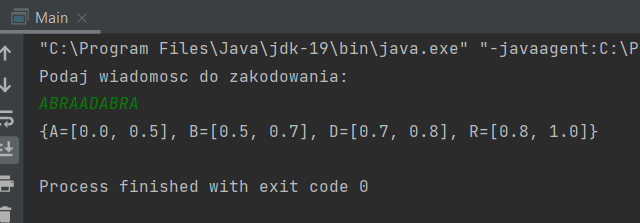 Main
"C:\Program Files\Java\jdk-19\bin\java.exe" "-javaagent:C:\P
Podaj wiadomosc do zakodowania:
ABRAADABRA
{A=[0.0, 0.5], B=[0.5, 0.7], D=[0.7, 0.8], R=[0.8, 1.0]}
Process finished with exit code 0